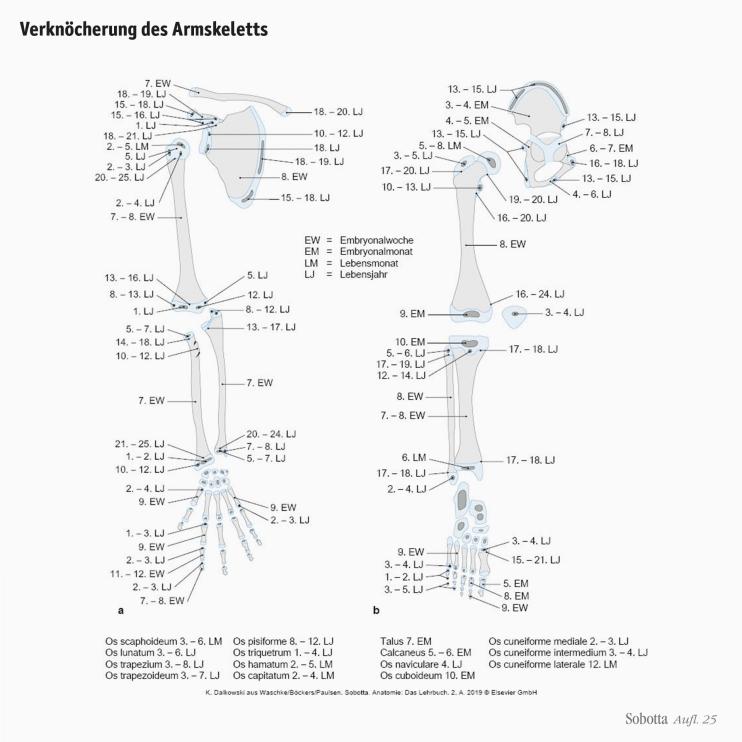 Verknöcherung des Armskeletts
7. EW
18. – 19. LJ
15. – 18. LJ
15. – 16. LJ
1. LJ
18. – 21. LJ
2. – 5. LM
5. LJ
2. – 3. LJ
20. – 25. LJ
2. – 4. LJ
7. – 8. EW
18. – 20. LJ
10. – 12. LJ
18. LJ
18. – 19. LJ
8. EW
15. – 18. LJ
13. – 16. LJ
8. – 13. LJ
1. LJ
5. LJ
12. LJ
8. – 12. LJ
13. – 17. LJ
5. – 7. LJ
14. – 18. LJ
10. – 12. LJ
7. EW
7. EW
20. – 24. LJ
7. – 8. LJ
5. – 7. LJ
21. – 25. LJ
1. – 2. LJ
10. – 12. LJ
2. – 4. LJ
9. EW
9. EW
2. – 3. LJ
1. – 3. LJ
9. EW
2. – 3. LJ
11. – 12. EW
2. – 3. LJ
7. – 8. EW
a
EW = Embryonalwoche
EM = Embryonalmonat
LM = Lebensmonat
LJ = Lebensjahr
13. – 15. LJ
3. – 4. EM
4. – 5. EM
13. – 15. LJ
5. – 8. LM
3. – 5. LJ
17. – 20. LJ
10. – 13. LJ
13. – 15. LJ
7. – 8. LJ
6. – 7. EM
16. – 18. LJ
13. – 15. LJ
4. – 6. LJ
19. – 20. LJ
16. – 20. LJ
8. EW
16. – 24. LJ
9. EM
3. – 4. LJ
10. EM
5. – 6. LJ
17. – 19. LJ
12. – 14. LJ
17. – 18. LJ
8. EW
7. – 8. EW
6. LM
17. – 18. LJ
2. – 4. LJ
17. – 18. LJ
3. – 4. LJ
15. – 21. LJ
9. EW
3. – 4. LJ
1. – 2. LJ
3. – 5. LJ
5. EM
8. EM
9. EW
b
Os scaphoideum 3. – 6. LM
Os lunatum 3. – 6. LJ
Os trapezium 3. – 8. LJ
Os trapezoideum 3. – 7. LJ
Os pisiforme 8. – 12. LJ
Os triquetrum 1. – 4. LJ
Os hamatum 2. – 5. LM
Os capitatum 2. – 4. LM
Talus 7. EM
Calcaneus 5. – 6. EM
Os naviculare 4. LJ
Os cuboideum 10. EM
Os cuneiforme mediale 2. – 3. LJ
Os cuneiforme intermedium 3. – 4. LJ
Os cuneiforme laterale 12. LM
K. Dalkowski aus Waschke/Böckers/Paulsen. Sobotta. Anatomie: Das Lehrbuch. 2. A. 2019 © Elsevier GmbH
Sobotta Aufl. 25